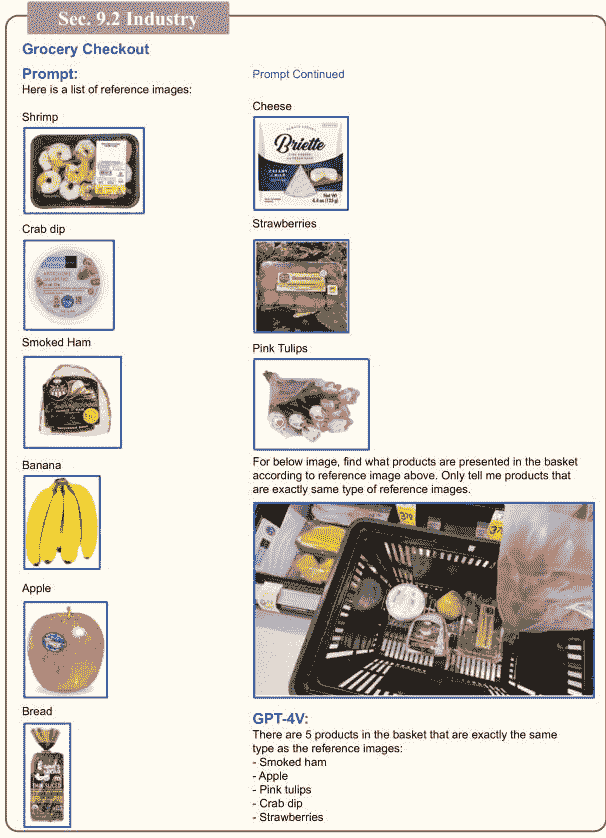 Sec. 9.2 Industry
Grocery Checkout
Prompt:
Here is a list of reference images:
Shrimp
Crab dip
Smoked Ham
Banana
Apple
Bread
Prompt Continued
Cheese
Briette
Strawberries
Pink Tulips
For below image, find what products are presented in the basket
according to reference image above. Only tell me products that
are exactly same type of reference images.
GPT-4V:
There are 5 products in the basket that are exactly the same
type as the reference images:
- Smoked ham
- Apple
- Pink tulips
- Crab dip
- Strawberries